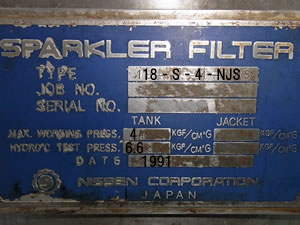 SPARKLER FILTER
TYPE 18-S-4-NJS
JOB NO.
SERIAL NO.
TANK JACKET
MAX. WORKING PRESS. 4 KGF/CM²G KGF/CM²G
HYDRO'C TEST PRESS. 6.6 KGF/CM²G KGF/CM²G
DATE 1991
NISSEN CORPORATION
JAPAN